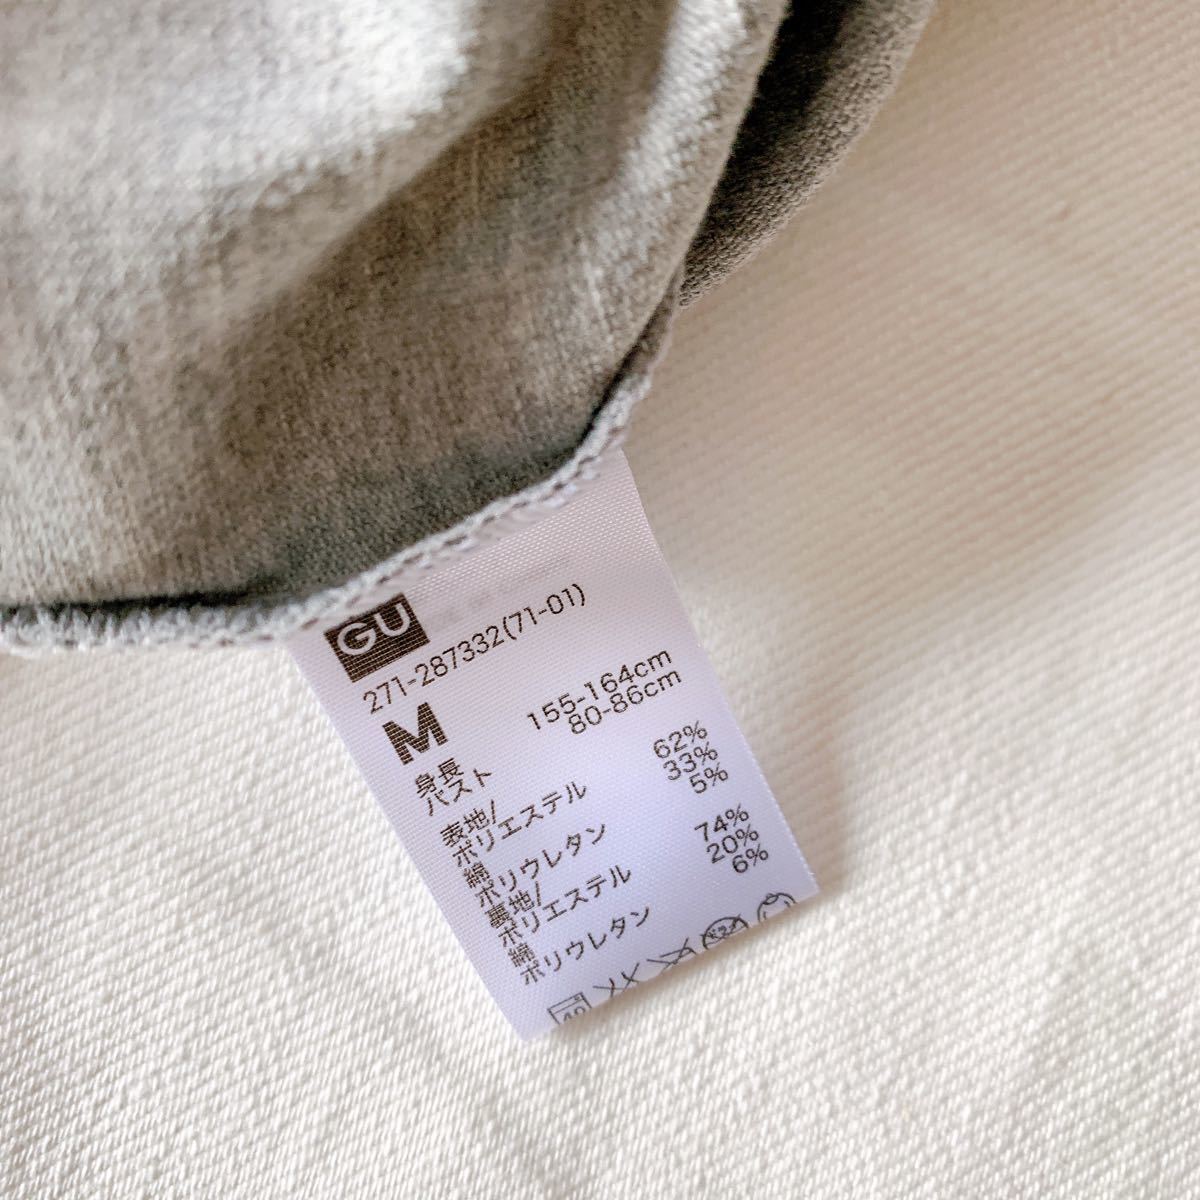 GU
271-287332(71-01)
M
身長 155-164cm
バスト 80-86cm
表地/
ポリエステル 62%
綿 33%
ポリウレタン 5%
裏地/
ポリエステル 74%
綿 20%
ポリウレタン 6%